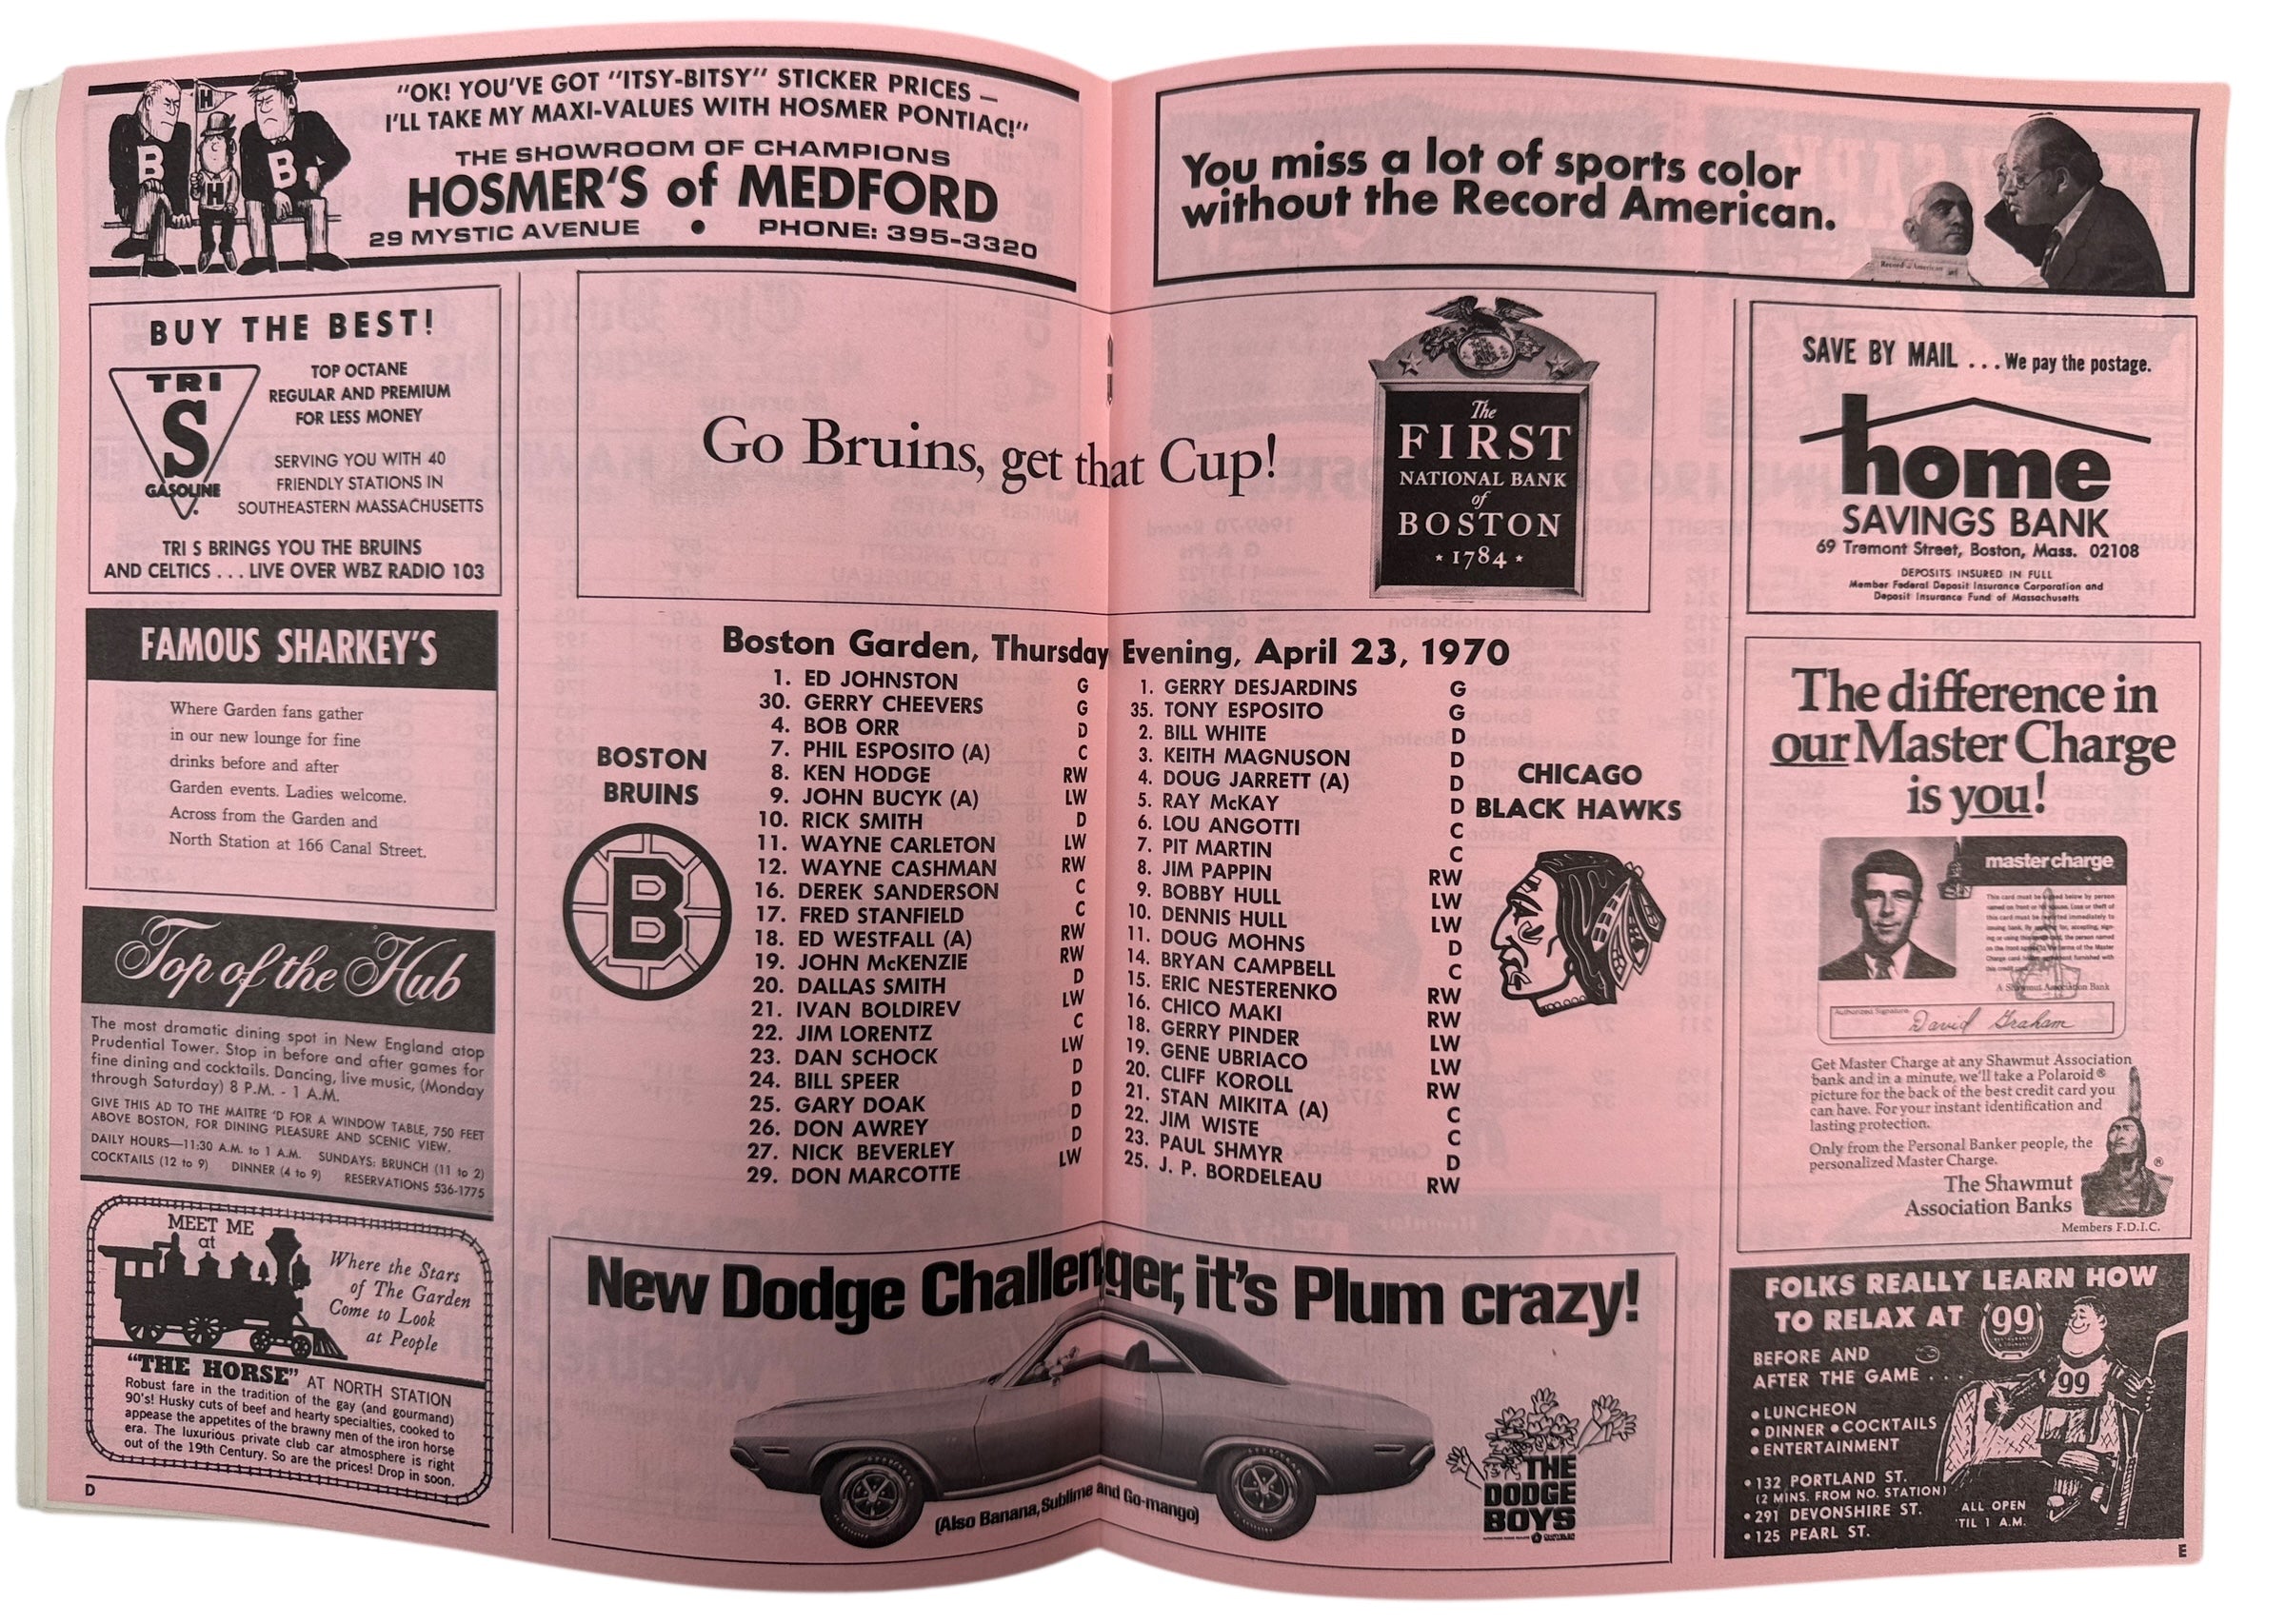 "OK! YOU'VE GOT "ITSY-BITSY" STICKER PRICES —
I'LL TAKE MY MAXI-VALUES WITH HOSMER PONTIAC!"
THE SHOWROOM OF CHAMPIONS
HOSMER'S of MEDFORD
29 MYSTIC AVENUE • PHONE: 395-3320
H
B
H
B
BUY THE BEST!
TRI
S
GASOLINE
TOP OCTANE
REGULAR AND PREMIUM
FOR LESS MONEY
SERVING YOU WITH 40
FRIENDLY STATIONS IN
SOUTHEASTERN MASSACHUSETTS
TRI S BRINGS YOU THE BRUINS
AND CELTICS . . . LIVE OVER WBZ RADIO 103
FAMOUS SHARKEY'S
Where Garden fans gather
in our new lounge for fine
drinks before and after
Garden events. Ladies welcome.
Across from the Garden and
North Station at 166 Canal Street.
Top of the Hub
The most dramatic dining spot in New England atop
Prudential Tower. Stop in before and after games for
fine dining and cocktails. Dancing, live music, (Monday
through Saturday) 8 P.M. - 1 A.M.
GIVE THIS AD TO THE MAITRE 'D FOR A WINDOW TABLE, 750 FEET
ABOVE BOSTON, FOR DINING PLEASURE AND SCENIC VIEW.
DAILY HOURS—11:30 A.M. to 1 A.M. SUNDAYS: BRUNCH (11 to 2)
COCKTAILS (12 to 9) DINNER (4 to 9) RESERVATIONS 536-1775
MEET ME
at
Where the Stars
of The Garden
Come to Look
at People
"THE HORSE" AT NORTH STATION
Robust fare in the tradition of the gay (and gourmand)
90's! Husky cuts of beef and hearty specialties, cooked to
appease the appetites of the brawny men of the iron horse
era. The luxurious private club car atmosphere is right
out of the 19th Century. So are the prices! Drop in soon.
D
Go Bruins, get that Cup!
The
FIRST
NATIONAL BANK
of
BOSTON
* 1784 *
Boston Garden, Thursday Evening, April 23, 1970
BOSTON
BRUINS
B
1. ED JOHNSTON G
30. GERRY CHEEVERS G
4. BOB ORR D
7. PHIL ESPOSITO (A) C
8. KEN HODGE RW
9. JOHN BUCYK (A) LW
10. RICK SMITH D
11. WAYNE CARLETON LW
12. WAYNE CASHMAN RW
16. DEREK SANDERSON C
17. FRED STANFIELD C
18. ED WESTFALL (A) RW
19. JOHN McKENZIE RW
20. DALLAS SMITH D
21. IVAN BOLDIREV LW
22. JIM LORENTZ C
23. DAN SCHOCK LW
24. BILL SPEER D
25. GARY DOAK D
26. DON AWREY D
27. NICK BEVERLEY D
29. DON MARCOTTE LW
1. GERRY DESJARDINS G
35. TONY ESPOSITO G
2. BILL WHITE D
3. KEITH MAGNUSON D
4. DOUG JARRETT (A) D
5. RAY McKAY D
6. LOU ANGOTTI C
7. PIT MARTIN C
8. JIM PAPPIN RW
9. BOBBY HULL LW
10. DENNIS HULL LW
11. DOUG MOHNS D
14. BRYAN CAMPBELL C
15. ERIC NESTERENKO RW
16. CHICO MAKI RW
18. GERRY PINDER LW
19. GENE UBRIACO LW
20. CLIFF KOROLL RW
21. STAN MIKITA (A) C
22. JIM WISTE C
23. PAUL SHMYR D
25. J. P. BORDELEAU RW
CHICAGO
BLACK HAWKS
New Dodge Challenger, it's Plum crazy!
(Also Banana, Sublime and Go-mango)
THE
DODGE
BOYS
You miss a lot of sports color
without the Record American.
Record American
SAVE BY MAIL . . . We pay the postage.
home
SAVINGS BANK
69 Tremont Street, Boston, Mass. 02108
DEPOSITS INSURED IN FULL
Member Federal Deposit Insurance Corporation and
Deposit Insurance Fund of Massachusetts
The difference in
our Master Charge
is you!
master charge
A Shawmut Association Bank
Authorized Signature
David Graham
Get Master Charge at any Shawmut Association
bank and in a minute, we'll take a Polaroid®
picture for the back of the best credit card you
can have. For your instant identification and
lasting protection.
Only from the Personal Banker people, the
personalized Master Charge.
The Shawmut
Association Banks
®
Members F.D.I.C.
FOLKS REALLY LEARN HOW
TO RELAX AT '99
BEFORE AND
AFTER THE GAME . . .
• LUNCHEON
• DINNER • COCKTAILS
• ENTERTAINMENT
99
• 132 PORTLAND ST.
(2 MINS. FROM NO. STATION)
• 291 DEVONSHIRE ST.
• 125 PEARL ST.
ALL OPEN
'TIL 1 A.M.
E